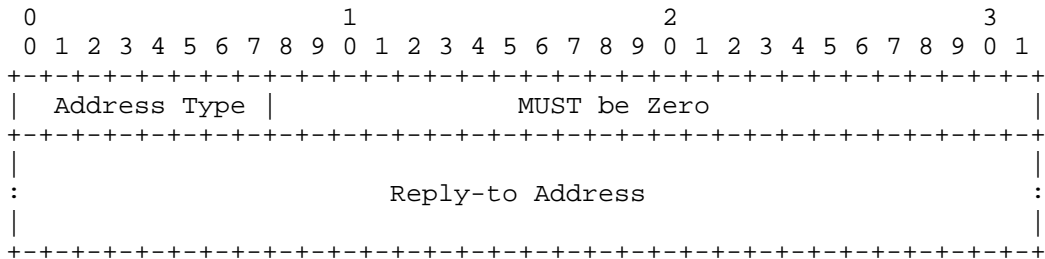 0                   1                   2                   3
 0 1 2 3 4 5 6 7 8 9 0 1 2 3 4 5 6 7 8 9 0 1 2 3 4 5 6 7 8 9 0 1
+-+-+-+-+-+-+-+-+-+-+-+-+-+-+-+-+-+-+-+-+-+-+-+-+-+-+-+-+-+-+-+-+
|  Address Type |               MUST be Zero                    |
+-+-+-+-+-+-+-+-+-+-+-+-+-+-+-+-+-+-+-+-+-+-+-+-+-+-+-+-+-+-+-+-+
|                                                               |
:                       Reply-to Address                        :
|                                                               |
+-+-+-+-+-+-+-+-+-+-+-+-+-+-+-+-+-+-+-+-+-+-+-+-+-+-+-+-+-+-+-+-+